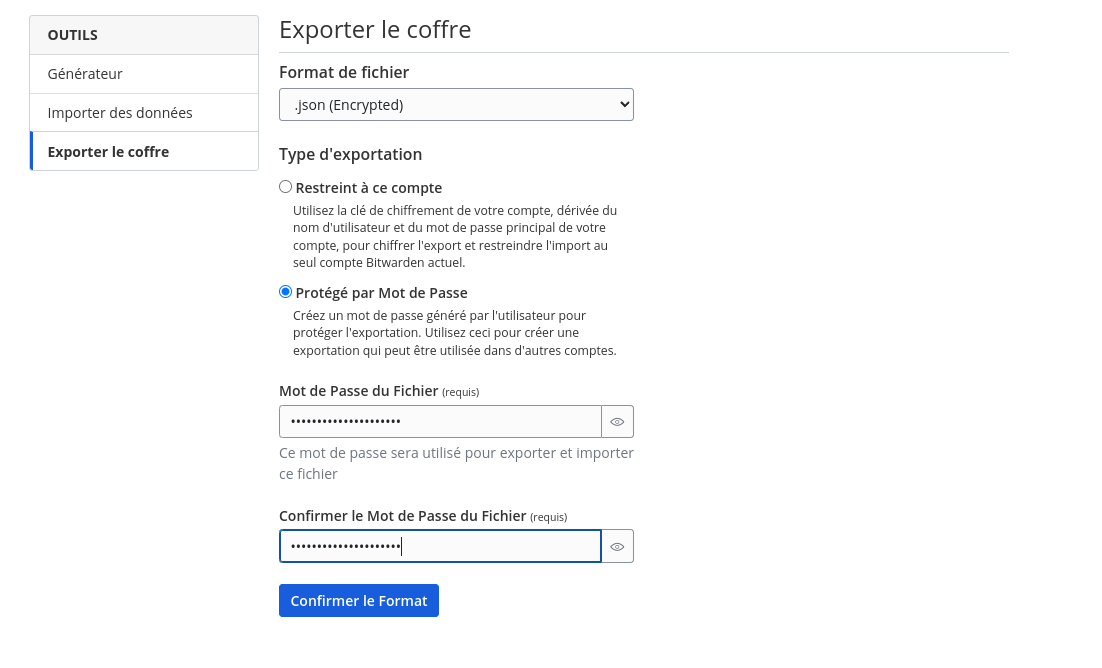 OUTILS
Générateur
Importer des données
Exporter le coffre
Exporter le coffre
Format de fichier
.json (Encrypted)
Type d'exportation
Restreint à ce compte
Utilisez la clé de chiffrement de votre compte, dérivée du
nom d'utilisateur et du mot de passe principal de votre
compte, pour chiffrer l'export et restreindre l'import au
seul compte Bitwarden actuel.
Protégé par Mot de Passe
Créez un mot de passe généré par l'utilisateur pour
protéger l'exportation. Utilisez ceci pour créer une
exportation qui peut être utilisée dans d'autres comptes.
Mot de Passe du Fichier (requis)
•••••••••••••••••••••
Ce mot de passe sera utilisé pour exporter et importer
ce fichier
Confirmer le Mot de Passe du Fichier (requis)
•••••••••••••••••••••
Confirmer le Format